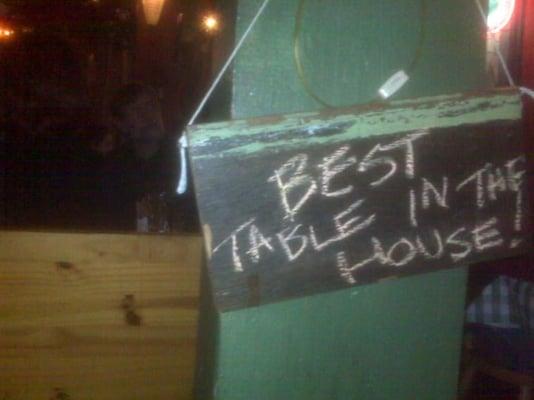 BEST
TABLE IN THE
HOUSE!